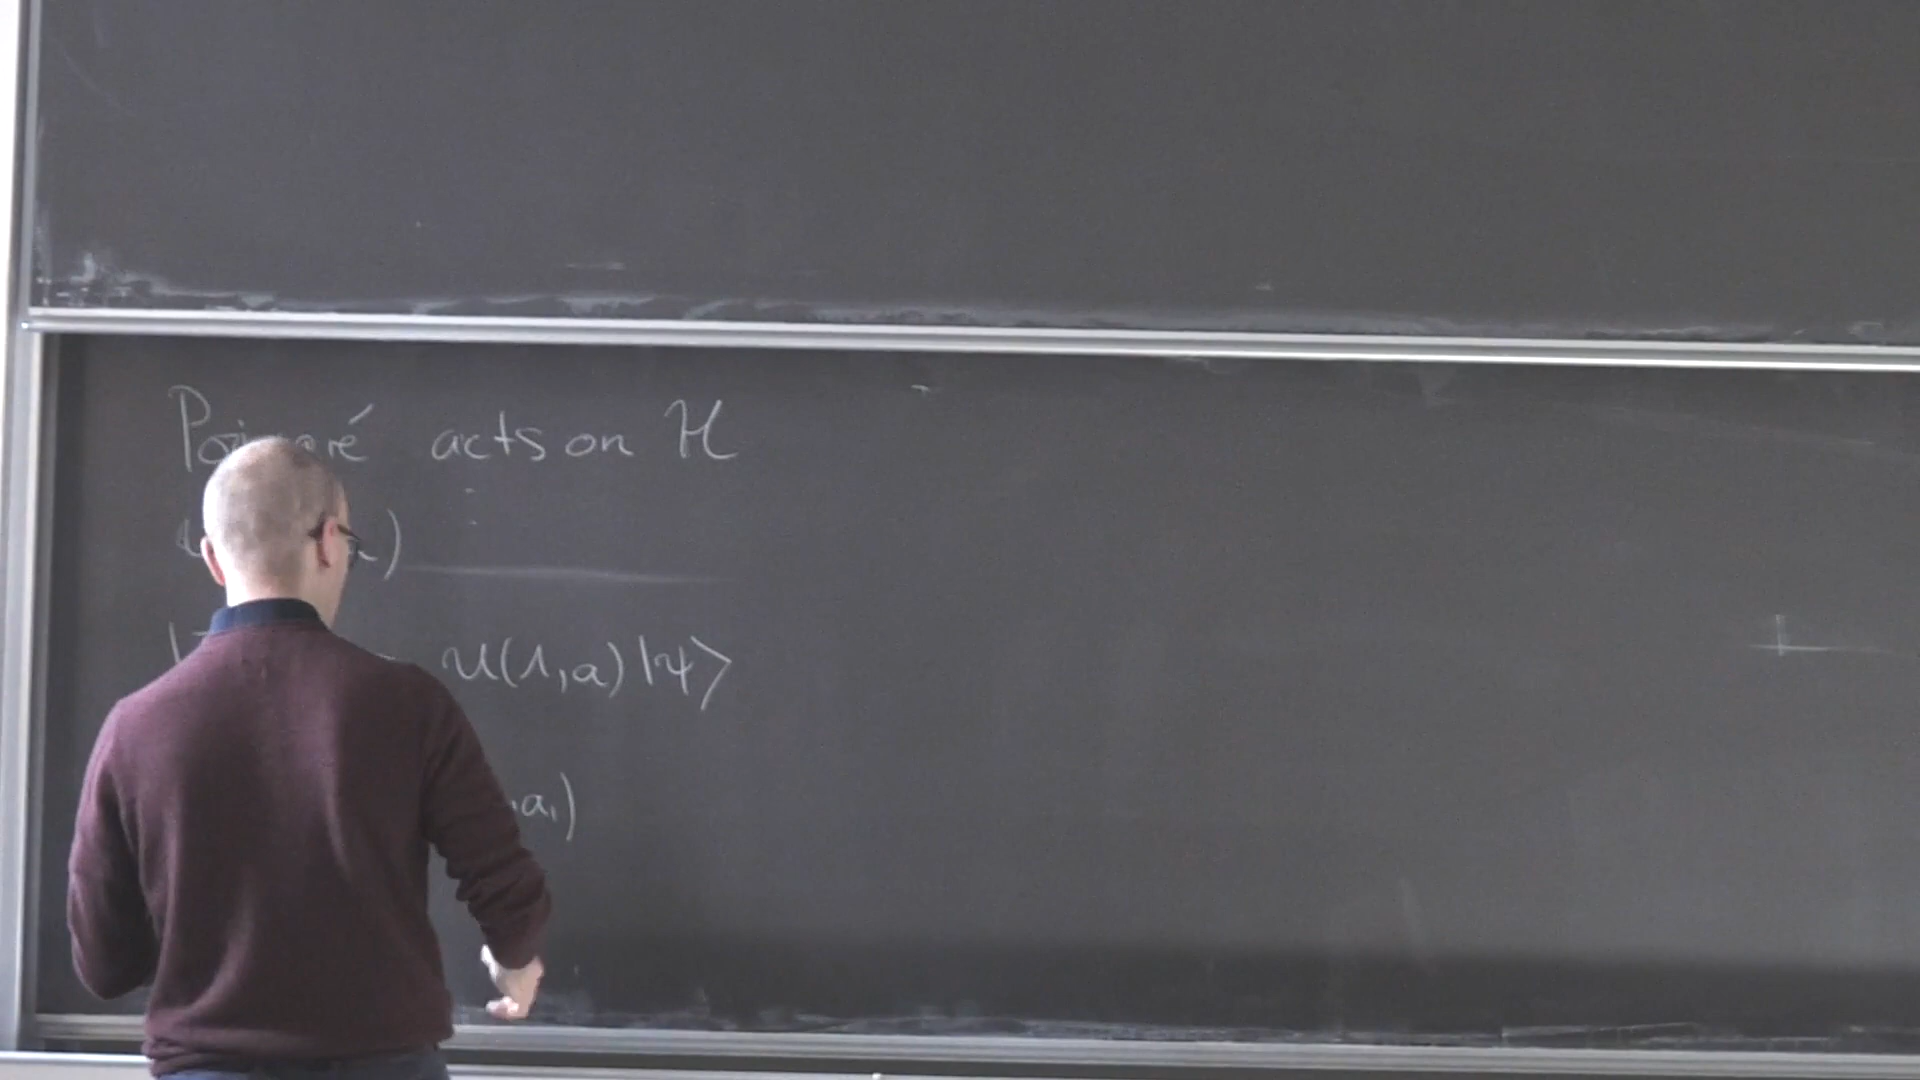 Poincaré acts on H
a)
U(Λ,a)|ψ⟩
,a₁)